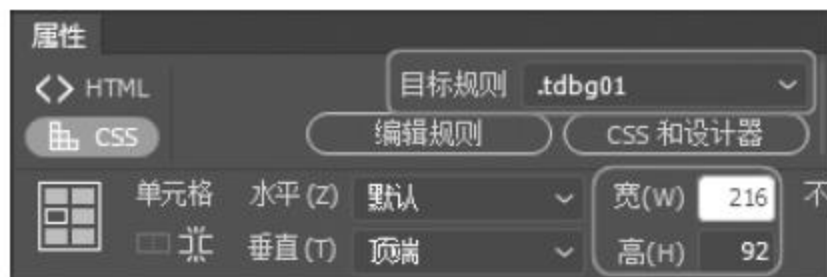 属性
<> HTML 目标规则 .tdbg01
CSS 编辑规则 CSS 和设计器
单元格 水平(Z) 默认 宽(W) 216 不
垂直(T) 顶端 高(H) 92